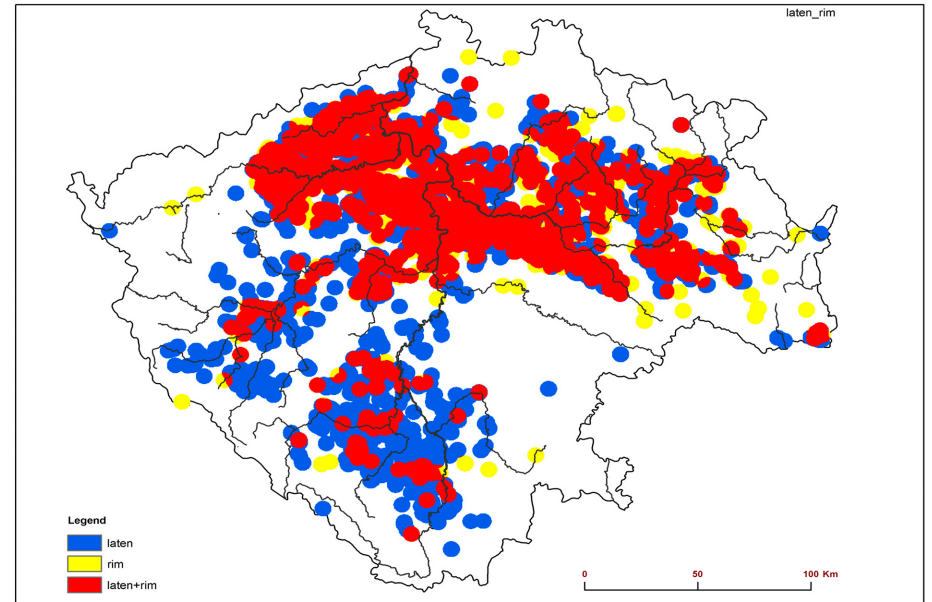 laten_rim
Legend
laten
rim
laten+rim
0 50 100 Km